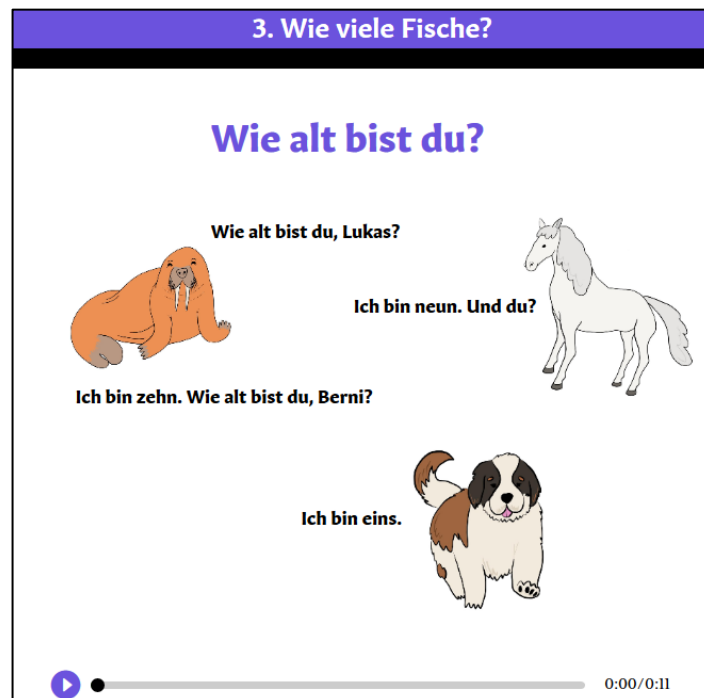 3. Wie viele Fische?
Wie alt bist du?
Wie alt bist du, Lukas?
Ich bin neun. Und du?
Ich bin zehn. Wie alt bist du, Berni?
Ich bin eins.
0:00/0:11